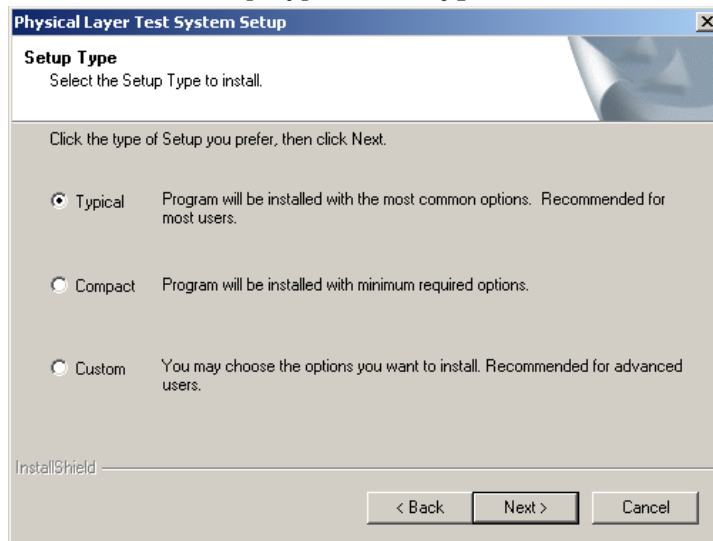 Physical Layer Test System Setup
Setup Type
Select the Setup Type to install.
Click the type of Setup you prefer, then click Next.
Typical
Program will be installed with the most common options. Recommended for
most users.
Compact
Program will be installed with minimum required options.
Custom
You may choose the options you want to install. Recommended for advanced
users.
InstallShield
< Back
Next >
Cancel